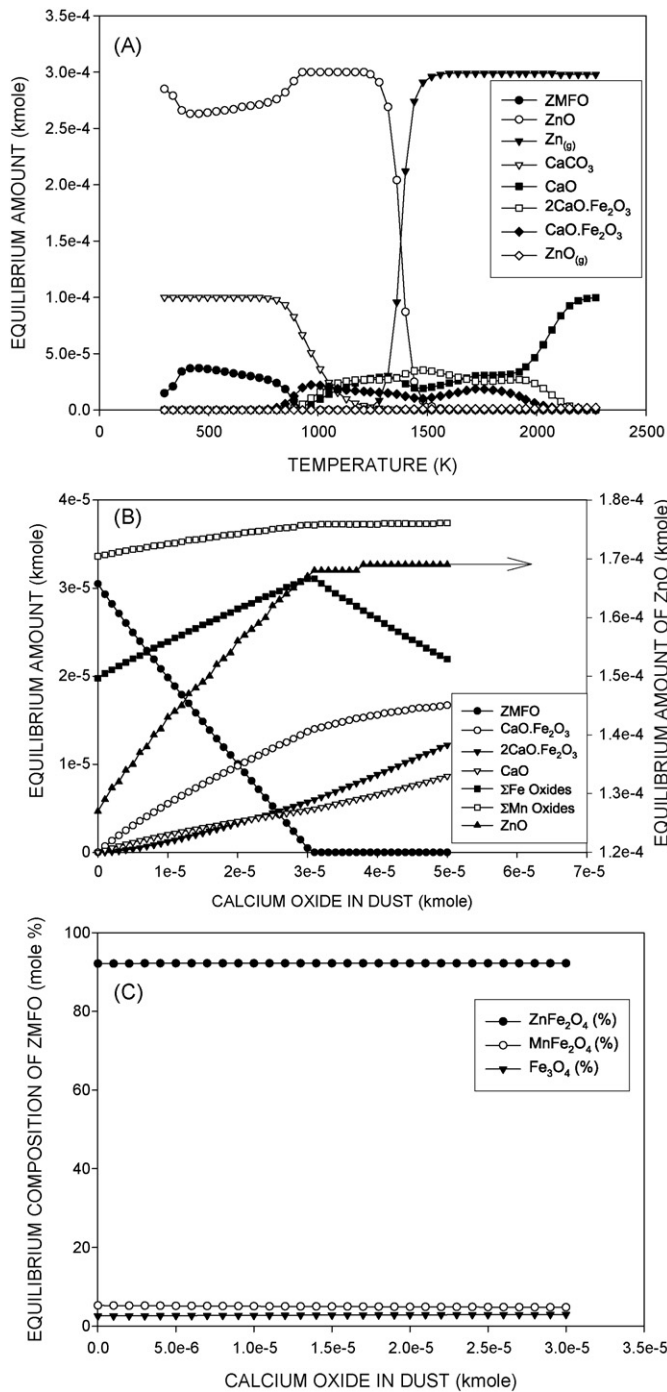 (A)
EQUILIBRIUM AMOUNT (kmole)
3.5e-4
3.0e-4
2.5e-4
2.0e-4
1.5e-4
1.0e-4
5.0e-5
0.0
0 500 1000 1500 2000 2500
TEMPERATURE (K)
ZMFO
ZnO
Zn(g)
CaCO3
CaO
2CaO.Fe2O3
CaO.Fe2O3
ZnO(g)
(B)
EQUILIBRIUM AMOUNT (kmole)
4e-5
3e-5
2e-5
1e-5
0
0 1e-5 2e-5 3e-5 4e-5 5e-5 6e-5 7e-5
CALCIUM OXIDE IN DUST (kmole)
EQUILIBRIUM AMOUNT OF ZnO (kmole)
1.8e-4
1.7e-4
1.6e-4
1.5e-4
1.4e-4
1.3e-4
1.2e-4
ZMFO
CaO.Fe2O3
2CaO.Fe2O3
CaO
ΣFe Oxides
ΣMn Oxides
ZnO
(C)
EQUILIBRIUM COMPOSITION OF ZMFO (mole %)
100
80
60
40
20
0
0.0 5.0e-6 1.0e-5 1.5e-5 2.0e-5 2.5e-5 3.0e-5 3.5e-5
CALCIUM OXIDE IN DUST (kmole)
ZnFe2O4 (%)
MnFe2O4 (%)
Fe3O4 (%)